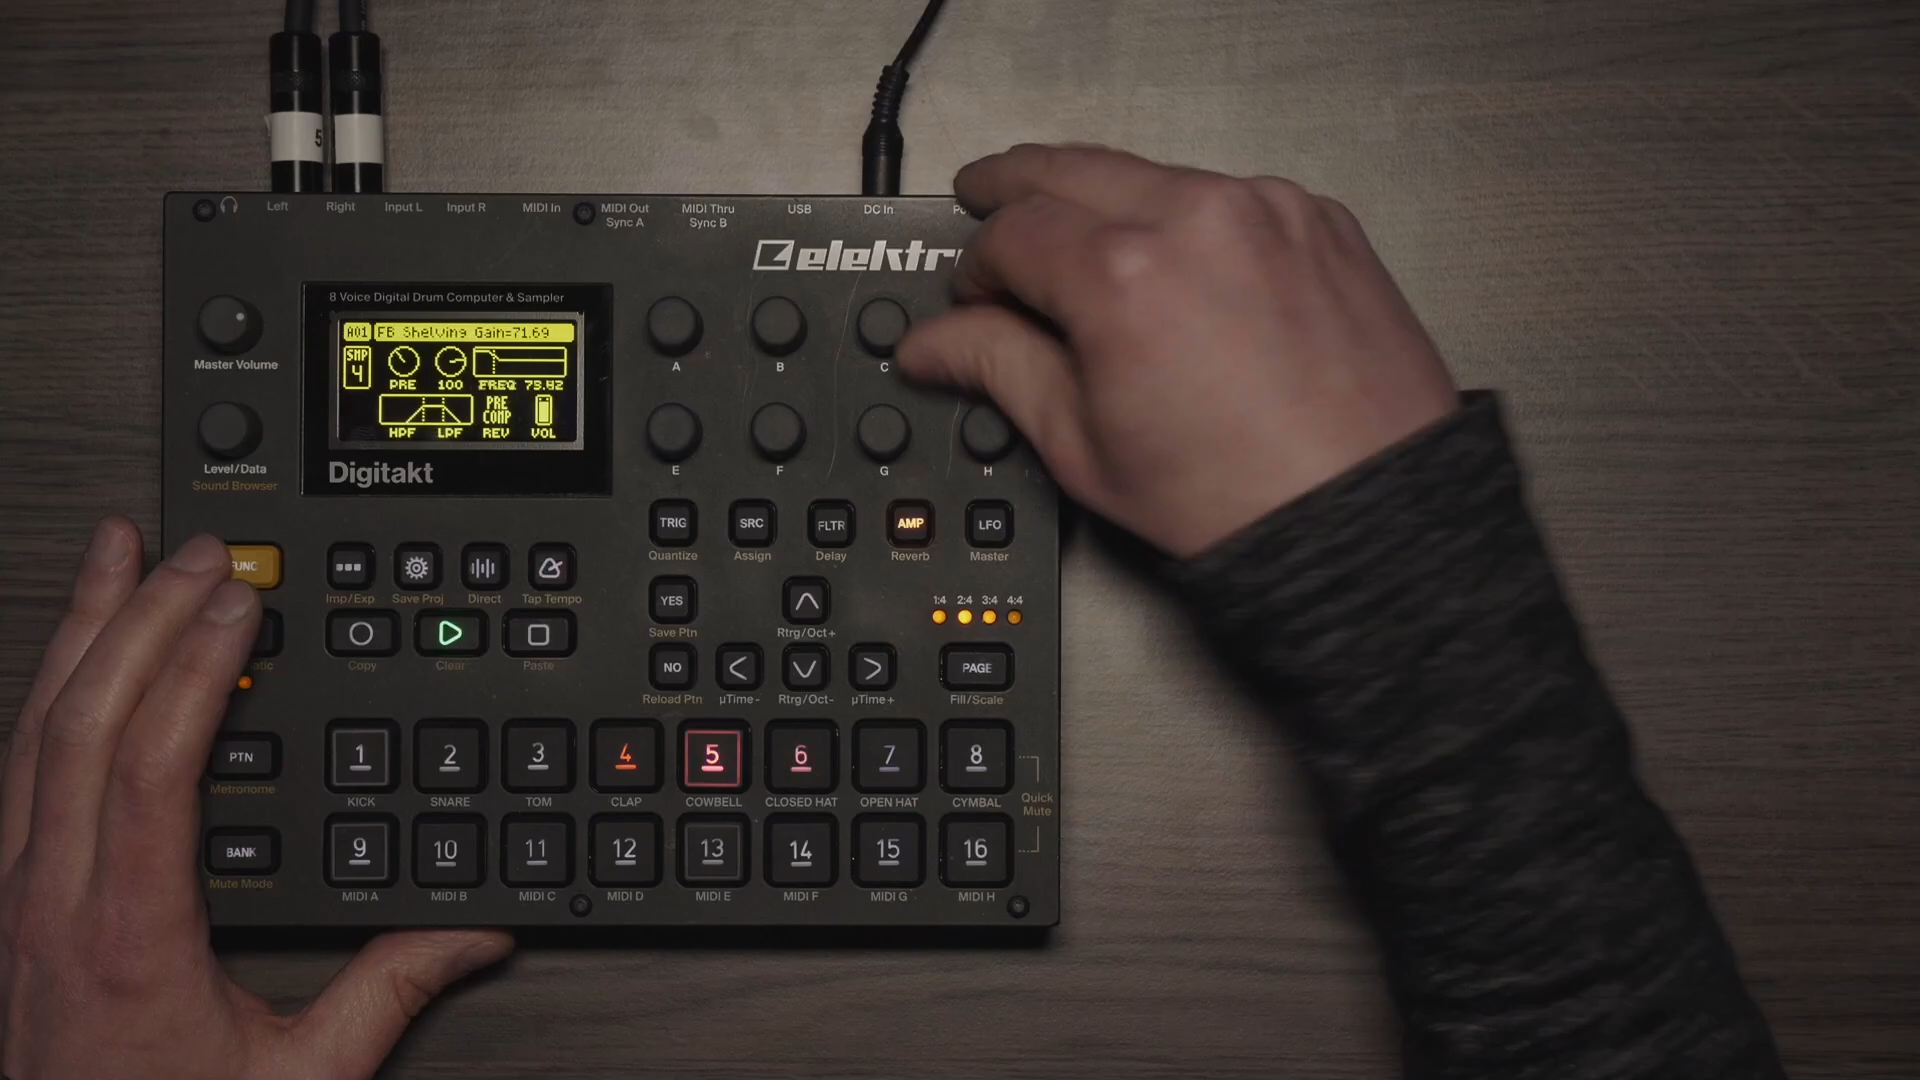 5
Left Right Input L Input R MIDI In MIDI Out MIDI Thru USB DC In
Sync A Sync B
elektr
8 Voice Digital Drum Computer & Sampler
A01 FB Shelving Gain=71.69
SMP
4
PRE 100 FREQ 73.Hz
PRE
COMP
HPF LPF REV VOL
Digitakt
Master Volume
A B C
Level/Data
Sound Browser
E F G H
TRIG SRC FLTR AMP LFO
Quantize Assign Delay Reverb Master
FUNC
Imp/Exp Save Proj Direct Tap Tempo
YES
Save Ptn Rtrg/Oct+
1:4 2:4 3:4 4:4
Copy Clear Paste
NO PAGE
Reload Ptn µTime- Rtrg/Oct- µTime+ Fill/Scale
PTN
Metronome
1 2 3 4 5 6 7 8
KICK SNARE TOM CLAP COWBELL CLOSED HAT OPEN HAT CYMBAL
Quick
Mute
BANK
Mute Mode
9 10 11 12 13 14 15 16
MIDI A MIDI B MIDI C MIDI D MIDI E MIDI F MIDI G MIDI H